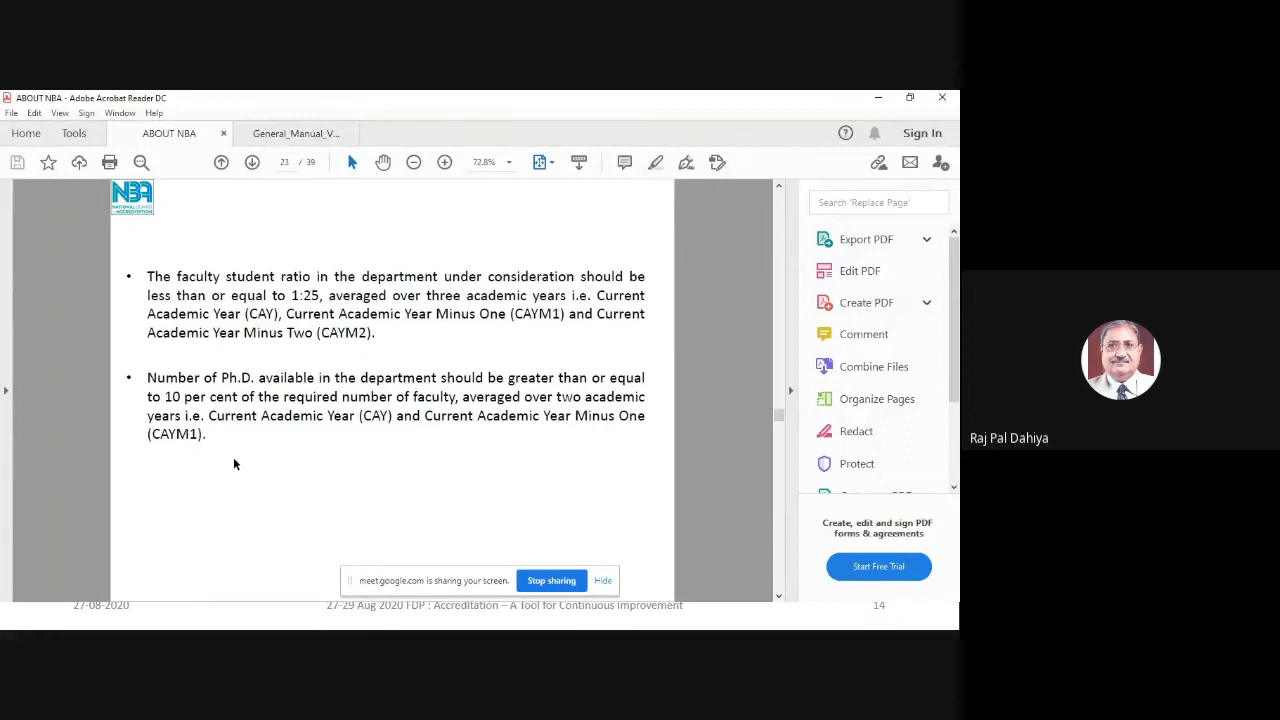 ABOUT NBA - Adobe Acrobat Reader DC
File Edit View Sign Window Help
Home Tools ABOUT NBA × General_Manual_V... Sign In
23 / 39 72.8%
NBA
NATIONAL BOARD
of ACCREDITATION
Search 'Replace Page'
Export PDF
Edit PDF
Create PDF
Comment
Combine Files
Organize Pages
Redact
Protect
Create, edit and sign PDF
forms & agreements
Start Free Trial
• The faculty student ratio in the department under consideration should be
less than or equal to 1:25, averaged over three academic years i.e. Current
Academic Year (CAY), Current Academic Year Minus One (CAYM1) and Current
Academic Year Minus Two (CAYM2).
• Number of Ph.D. available in the department should be greater than or equal
to 10 per cent of the required number of faculty, averaged over two academic
years i.e. Current Academic Year (CAY) and Current Academic Year Minus One
(CAYM1).
meet.google.com is sharing your screen. Stop sharing Hide
27-08-2020 27-29 Aug 2020 FDP : Accreditation – A Tool for Continuous Improvement 14
Raj Pal Dahiya